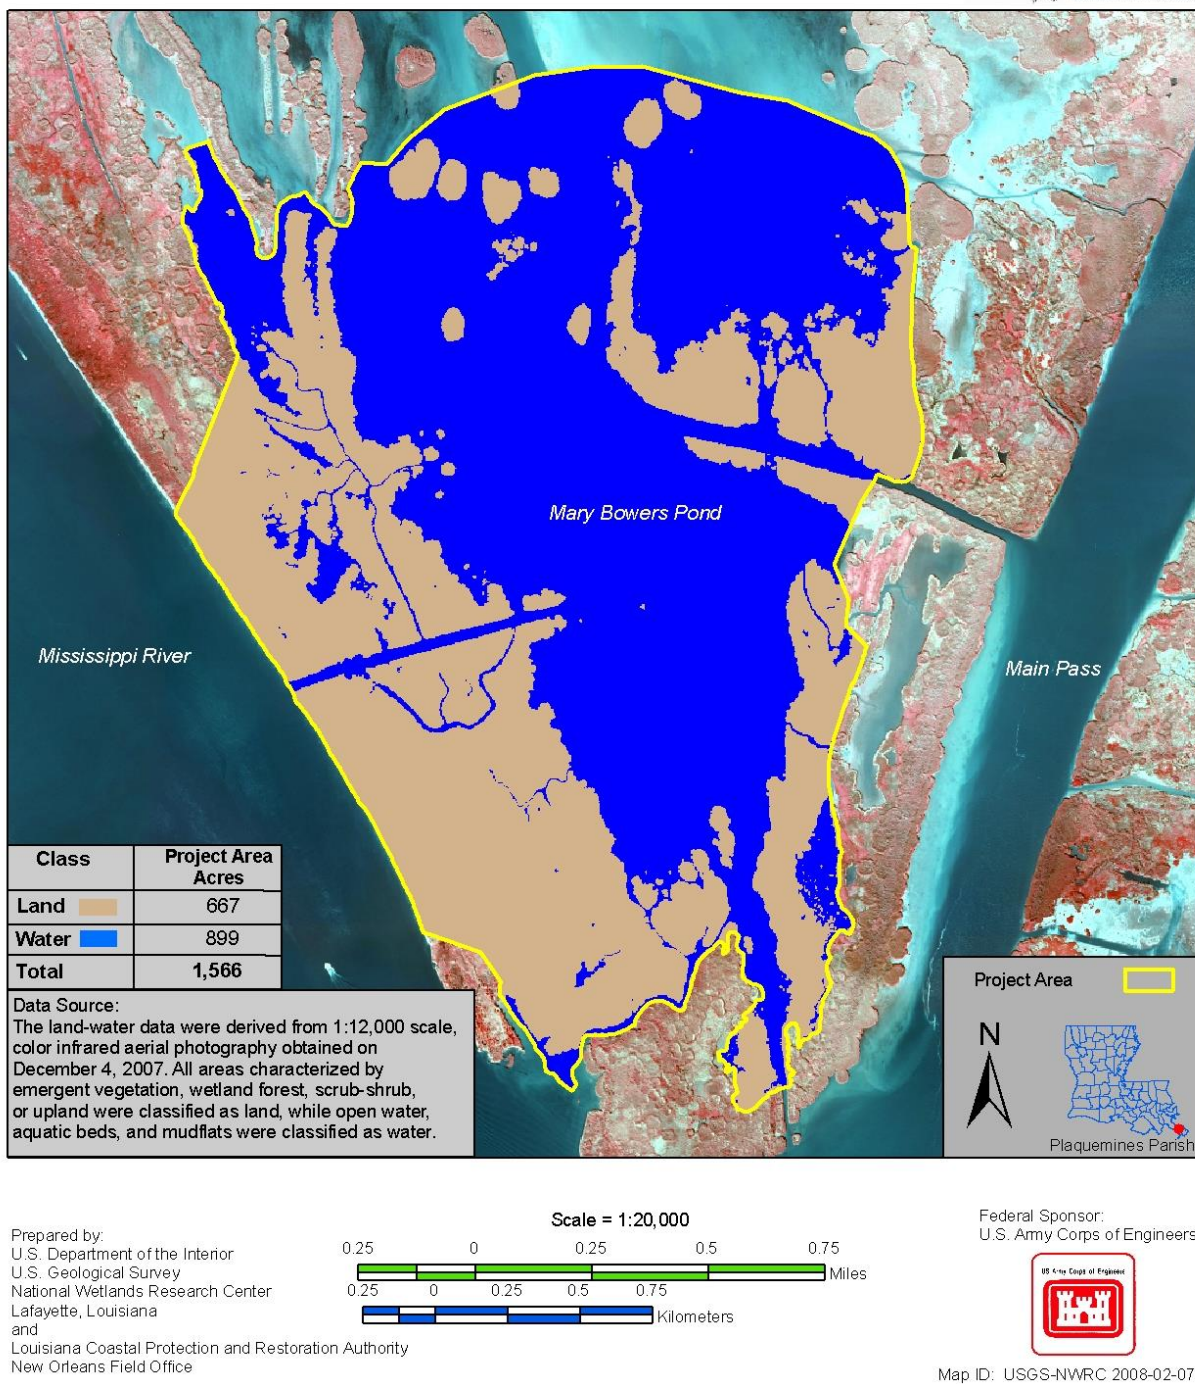 Mary Bowers Pond
Mississippi River
Main Pass
Class Project Area Acres
Land 667
Water 899
Total 1,566
Data Source:
The land-water data were derived from 1:12,000 scale,
color infrared aerial photography obtained on
December 4, 2007. All areas characterized by
emergent vegetation, wetland forest, scrub-shrub,
or upland were classified as land, while open water,
aquatic beds, and mudflats were classified as water.
Project Area
N
Plaquemines Parish
Prepared by:
U.S. Department of the Interior
U.S. Geological Survey
National Wetlands Research Center
Lafayette, Louisiana
and
Louisiana Coastal Protection and Restoration Authority
New Orleans Field Office
Scale = 1:20,000
0.25 0 0.25 0.5 0.75
Miles
0.25 0 0.25 0.5 0.75
Kilometers
Federal Sponsor:
U.S. Army Corps of Engineers
US Army Corps of Engineers
Map ID: USGS-NWRC 2008-02-07